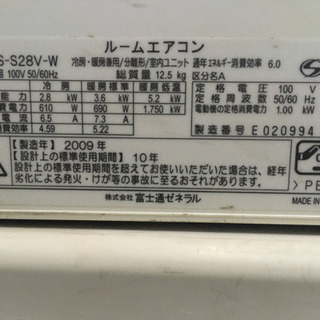 ルームエアコン
S-S28V-W 冷房・暖房兼用/分離形/室内ユニット 通年エネルギー消費効率 6.0
100V 50/60Hz 総質量 12.5 kg 区分名A
冷房 暖房 暖房低温
2.8 kW 3.6 kW 5.2 kW
610 W 690 W
6.5 A 7.3 A
4.59 5.22
定格電圧 100 V
定格周波数 50/60 Hz
電動機の定格消費電力 1.00 kW
製造番号 E020994
【製造年】2009年
【設計上の標準使用期間】10年
設計上の標準使用期間を超えてお使いいただいた場合は、経年
劣化による発火・けが等の事故に至るおそれがあります。
株式会社 富士通ゼネラル
> PE
MADE IN